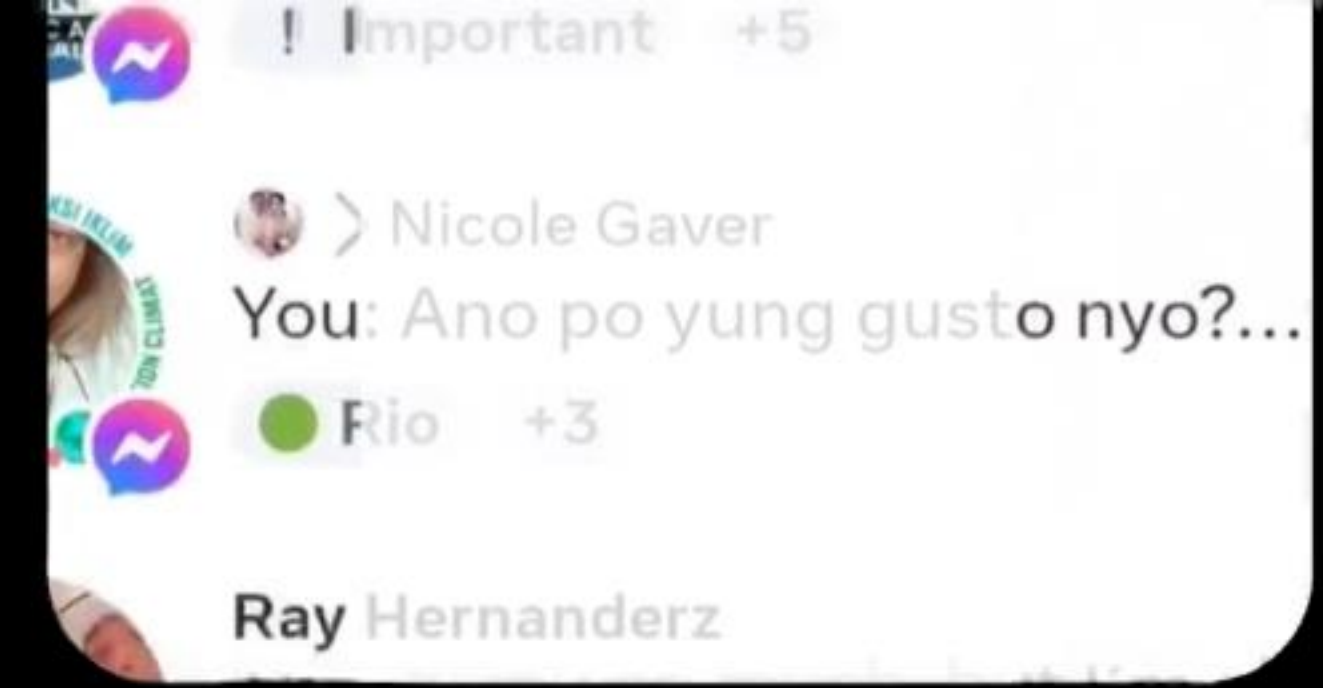 ! Important +5
Nicole Gaver
You: Ano po yung gusto nyo?...
Rio +3
Ray Hernanderz